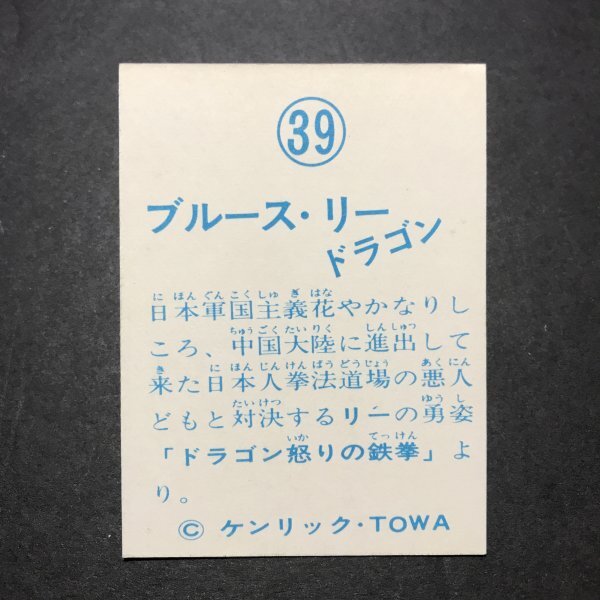 39
ブルース・リー
ドラゴン
日本軍国主義花やかなりし
ころ、中国大陸に進出して
来た日本人拳法道場の悪人
どもと対決するリーの勇姿
「ドラゴン怒りの鉄拳」よ
り。
© ケンリック・TOWA